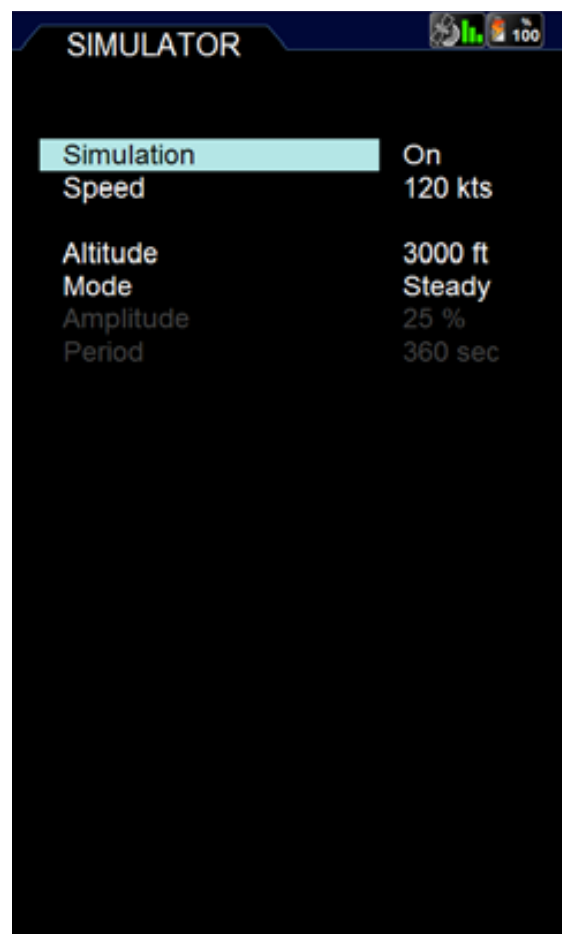 SIMULATOR
% 100
Simulation On
Speed 120 kts
Altitude 3000 ft
Mode Steady
Amplitude 25 %
Period 360 sec